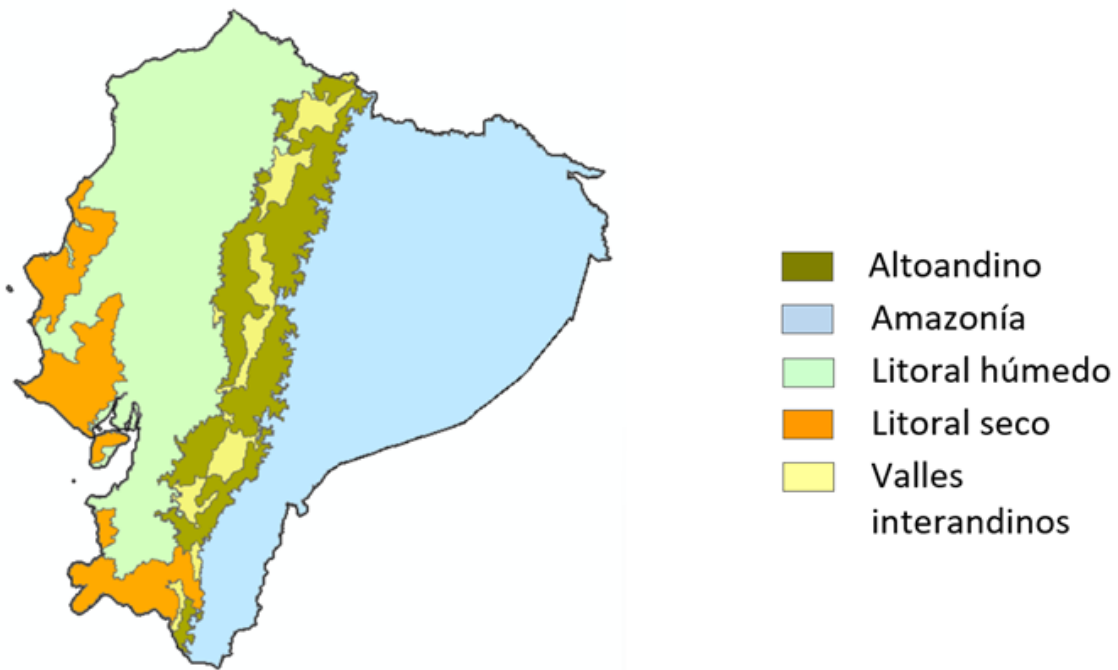 Altoandino
Amazonía
Litoral húmedo
Litoral seco
Valles
interandinos